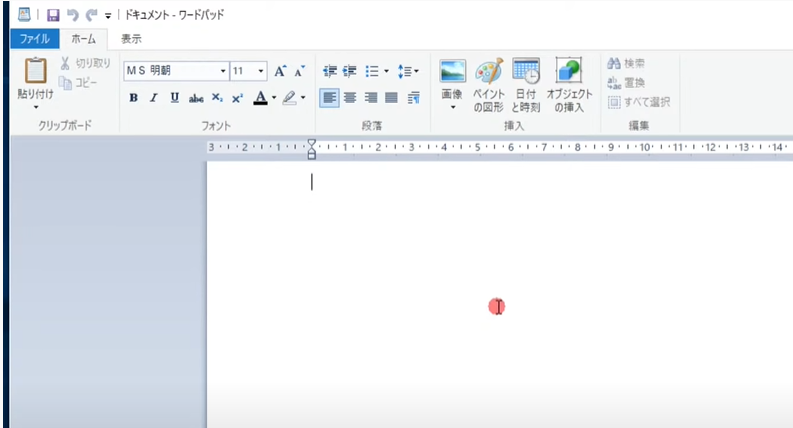 ドキュメント - ワードパッド
ファイル ホーム 表示
貼り付け
切り取り
コピー
クリップボード
ＭＳ 明朝 11 A A
B I U abc X₂ X² A
フォント
段落
画像
ペイント
の図形
日付
と時刻
オブジェクト
の挿入
挿入
検索
置換
すべて選択
編集
3 2 1 1 2 3 4 5 6 7 8 9 10 11 12 13 14